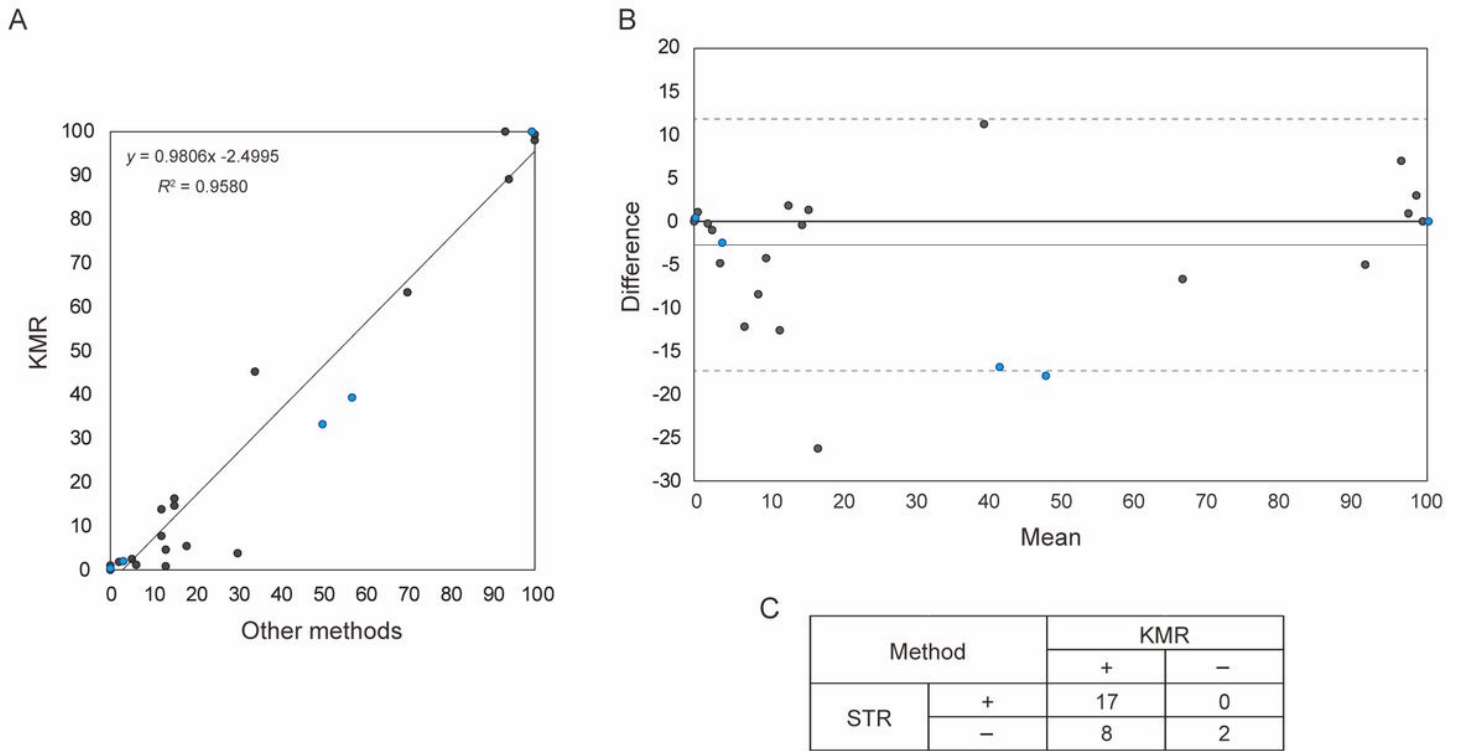 A
y = 0.9806x -2.4995
R² = 0.9580
100
90
80
70
60
50
40
30
20
10
0
KMR
0 10 20 30 40 50 60 70 80 90 100
Other methods
B
20
15
10
5
0
-5
-10
-15
-20
-25
-30
Difference
0 10 20 30 40 50 60 70 80 90 100
Mean
C
Method KMR
+ –
STR + 17 0
– 8 2